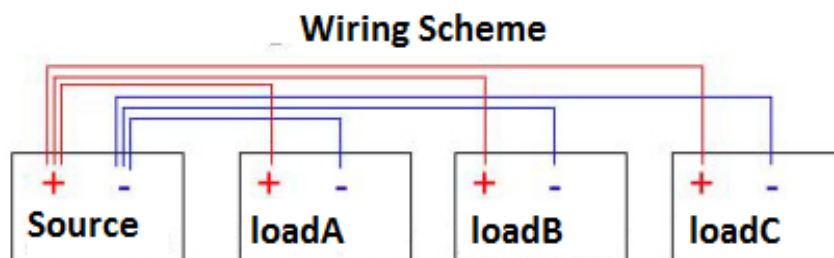 Wiring Scheme
+ - + - + - + -
Source loadA loadB loadC